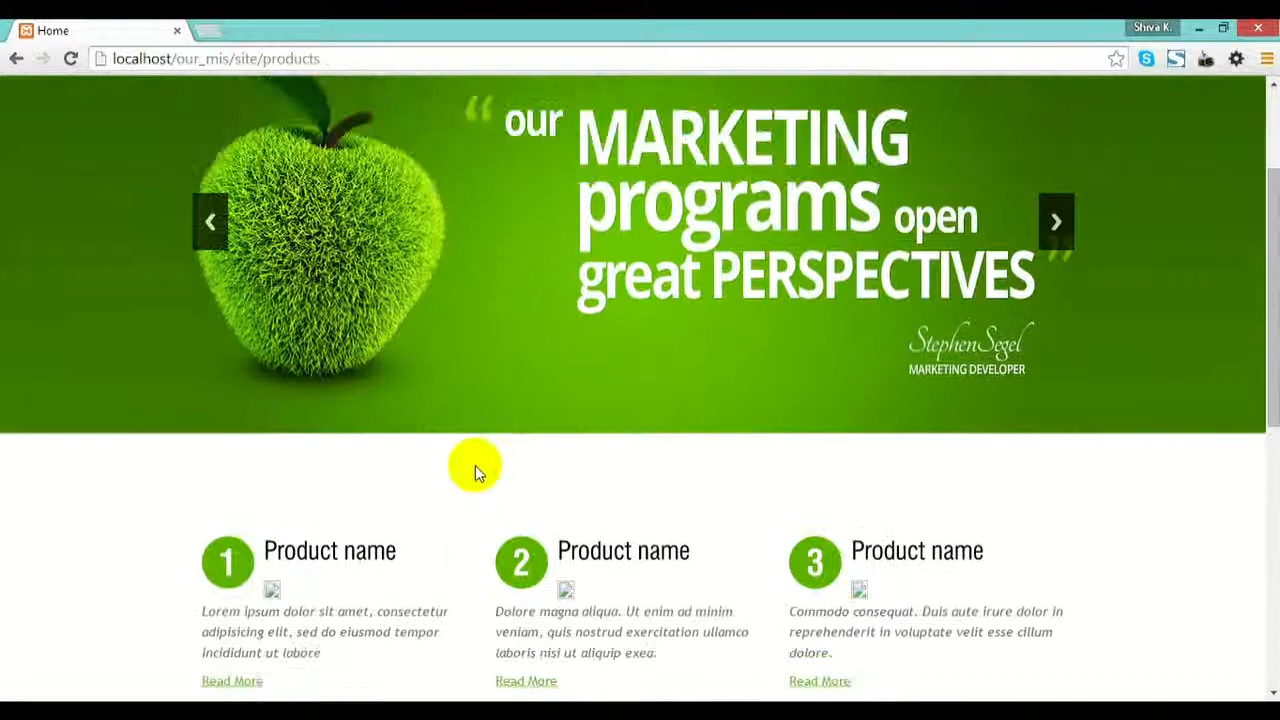 Home
Shiva K.
localhost/our_mis/site/products
“ our MARKETING
programs open
great PERSPECTIVES ”
StephenSegel
MARKETING DEVELOPER
1 Product name
Lorem ipsum dolor sit amet, consectetur
adipisicing elit, sed do eiusmod tempor
incididunt ut labore
Read More
2 Product name
Dolore magna aliqua. Ut enim ad minim
veniam, quis nostrud exercitation ullamco
laboris nisi ut aliquip exea.
Read More
3 Product name
Commodo consequat. Duis aute irure dolor in
reprehenderit in voluptate velit esse cillum
dolore.
Read More